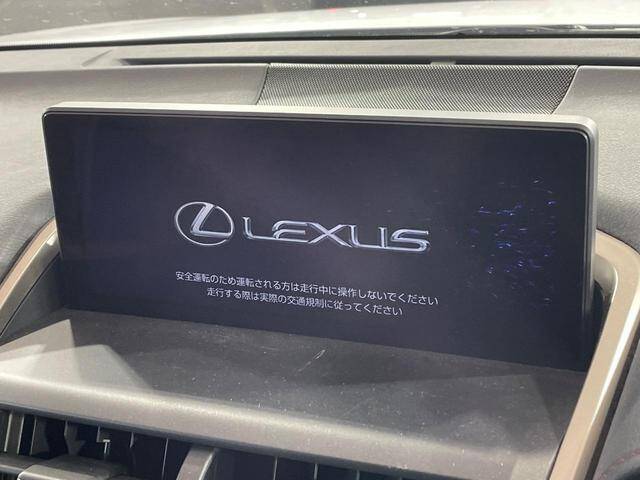 LEXUS
安全運転のため運転される方は走行中に操作しないでください
走行する際は実際の交通規制に従ってください